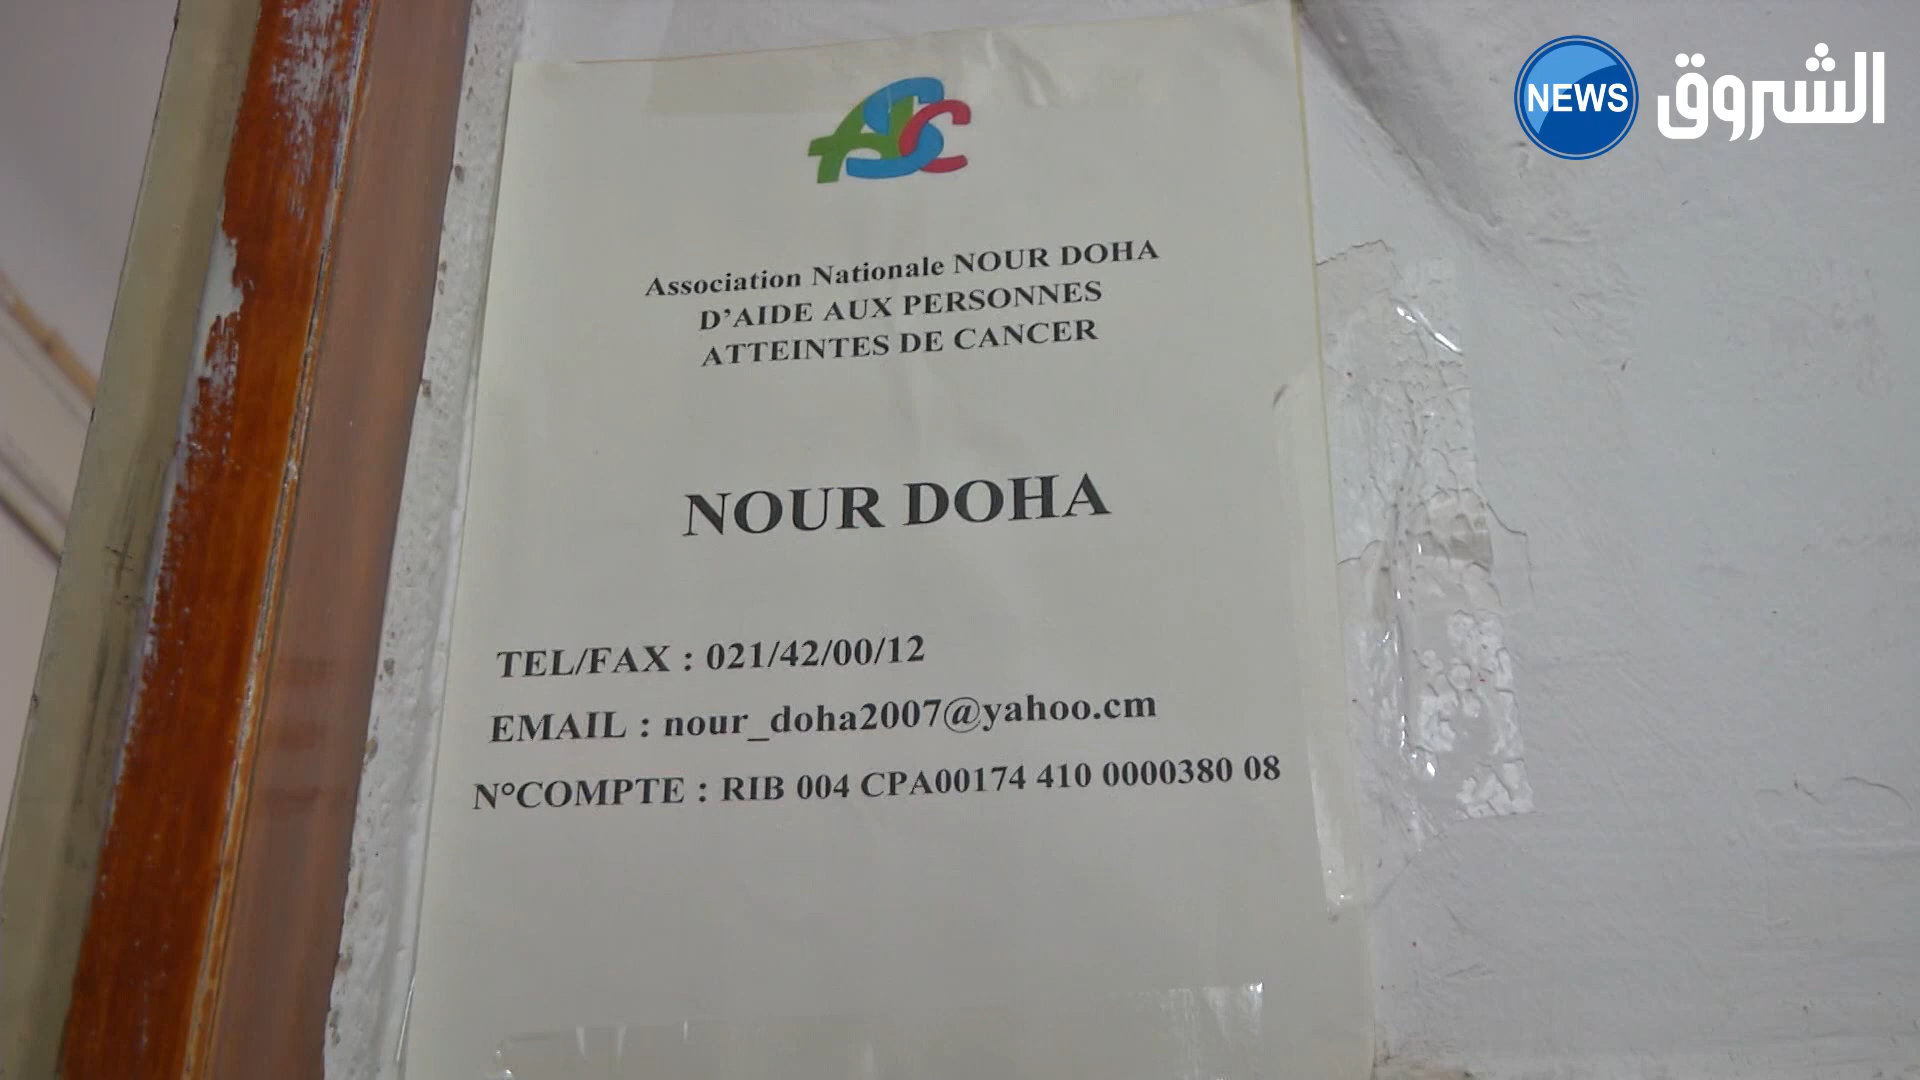 NEWS الشروق
ASC
Association Nationale NOUR DOHA
D'AIDE AUX PERSONNES
ATTEINTES DE CANCER
NOUR DOHA
TEL/FAX : 021/42/00/12
EMAIL : nour_doha2007@yahoo.cm
N°COMPTE : RIB 004 CPA00174 410 0000380 08